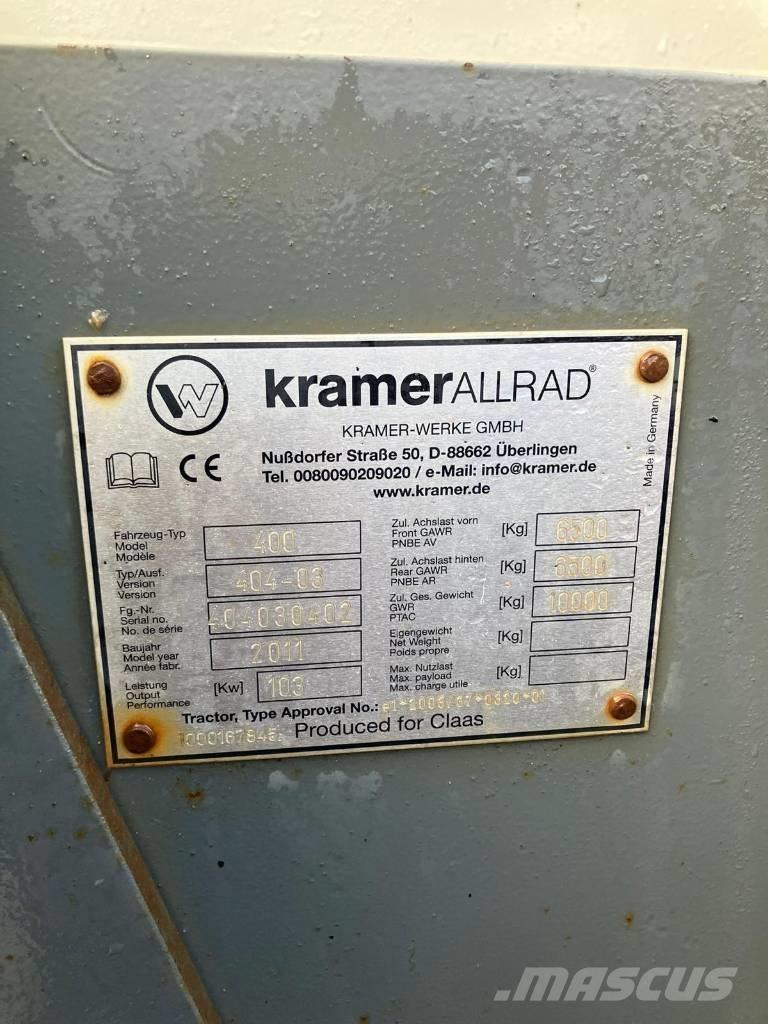 W
kramerALLRAD®
KRAMER-WERKE GMBH
Nußdorfer Straße 50, D-88662 Überlingen
Tel. 0080090209020 / e-Mail: info@kramer.de
www.kramer.de
CE
Made in Germany
Fahrzeug-Typ
Model
Modèle
400
Typ/Ausf.
Version
Version
404-03
Fg.-Nr.
Serial no.
No. de série
404030402
Baujahr
Model year
Année fabr.
2011
Leistung
Output
Performance
[Kw] 103
Zul. Achslast vorn
Front GAWR
PNBE AV
[Kg] 6500
Zul. Achslast hinten
Rear GAWR
PNBE AR
[Kg] 6500
Zul. Ges. Gewicht
GWR
PTAC
[Kg] 10000
Eigengewicht
Net Weight
Poids propre
[Kg]
Max. Nutzlast
Max. payload
Max. charge utile
[Kg]
Tractor, Type Approval No.:
Produced for Claas
MASCUS